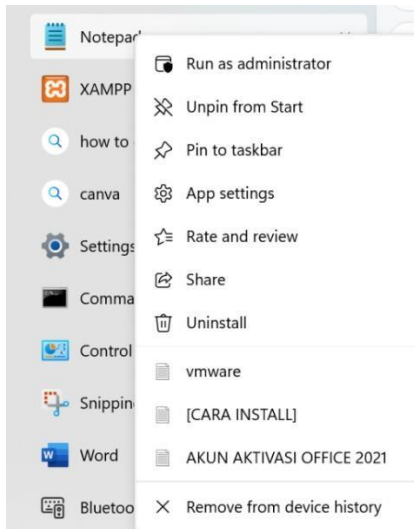 Notepad
XAMPP
how to
canva
Settings
Comma
Control
Snippin
Word
Bluetoo
Run as administrator
Unpin from Start
Pin to taskbar
App settings
Rate and review
Share
Uninstall
vmware
[CARA INSTALL]
AKUN AKTIVASI OFFICE 2021
Remove from device history